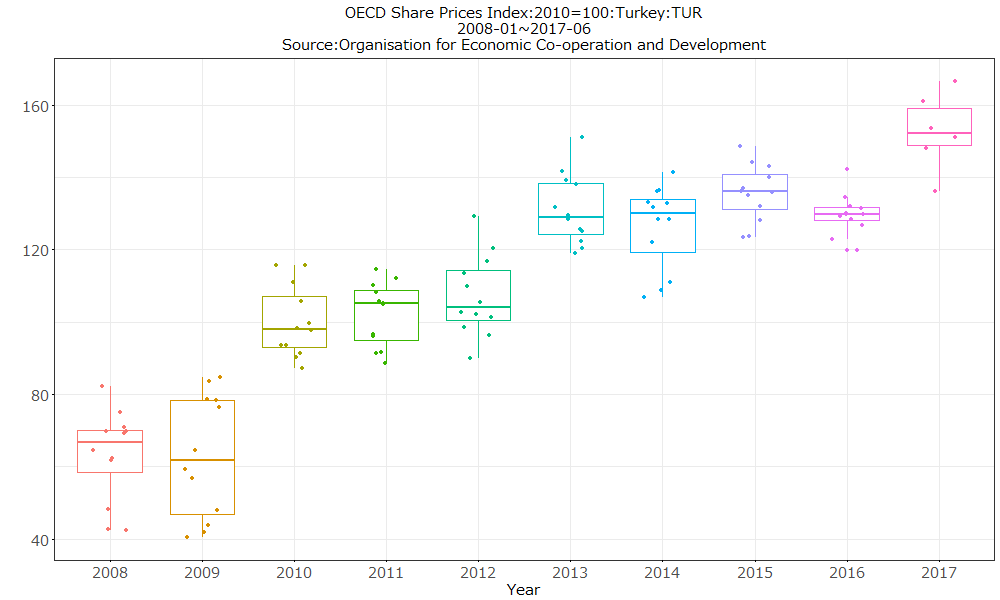 OECD Share Prices Index:2010=100:Turkey:TUR
2008-01~2017-06
Source:Organisation for Economic Co-operation and Development
160
120
80
40
2008 2009 2010 2011 2012 2013 2014 2015 2016 2017
Year